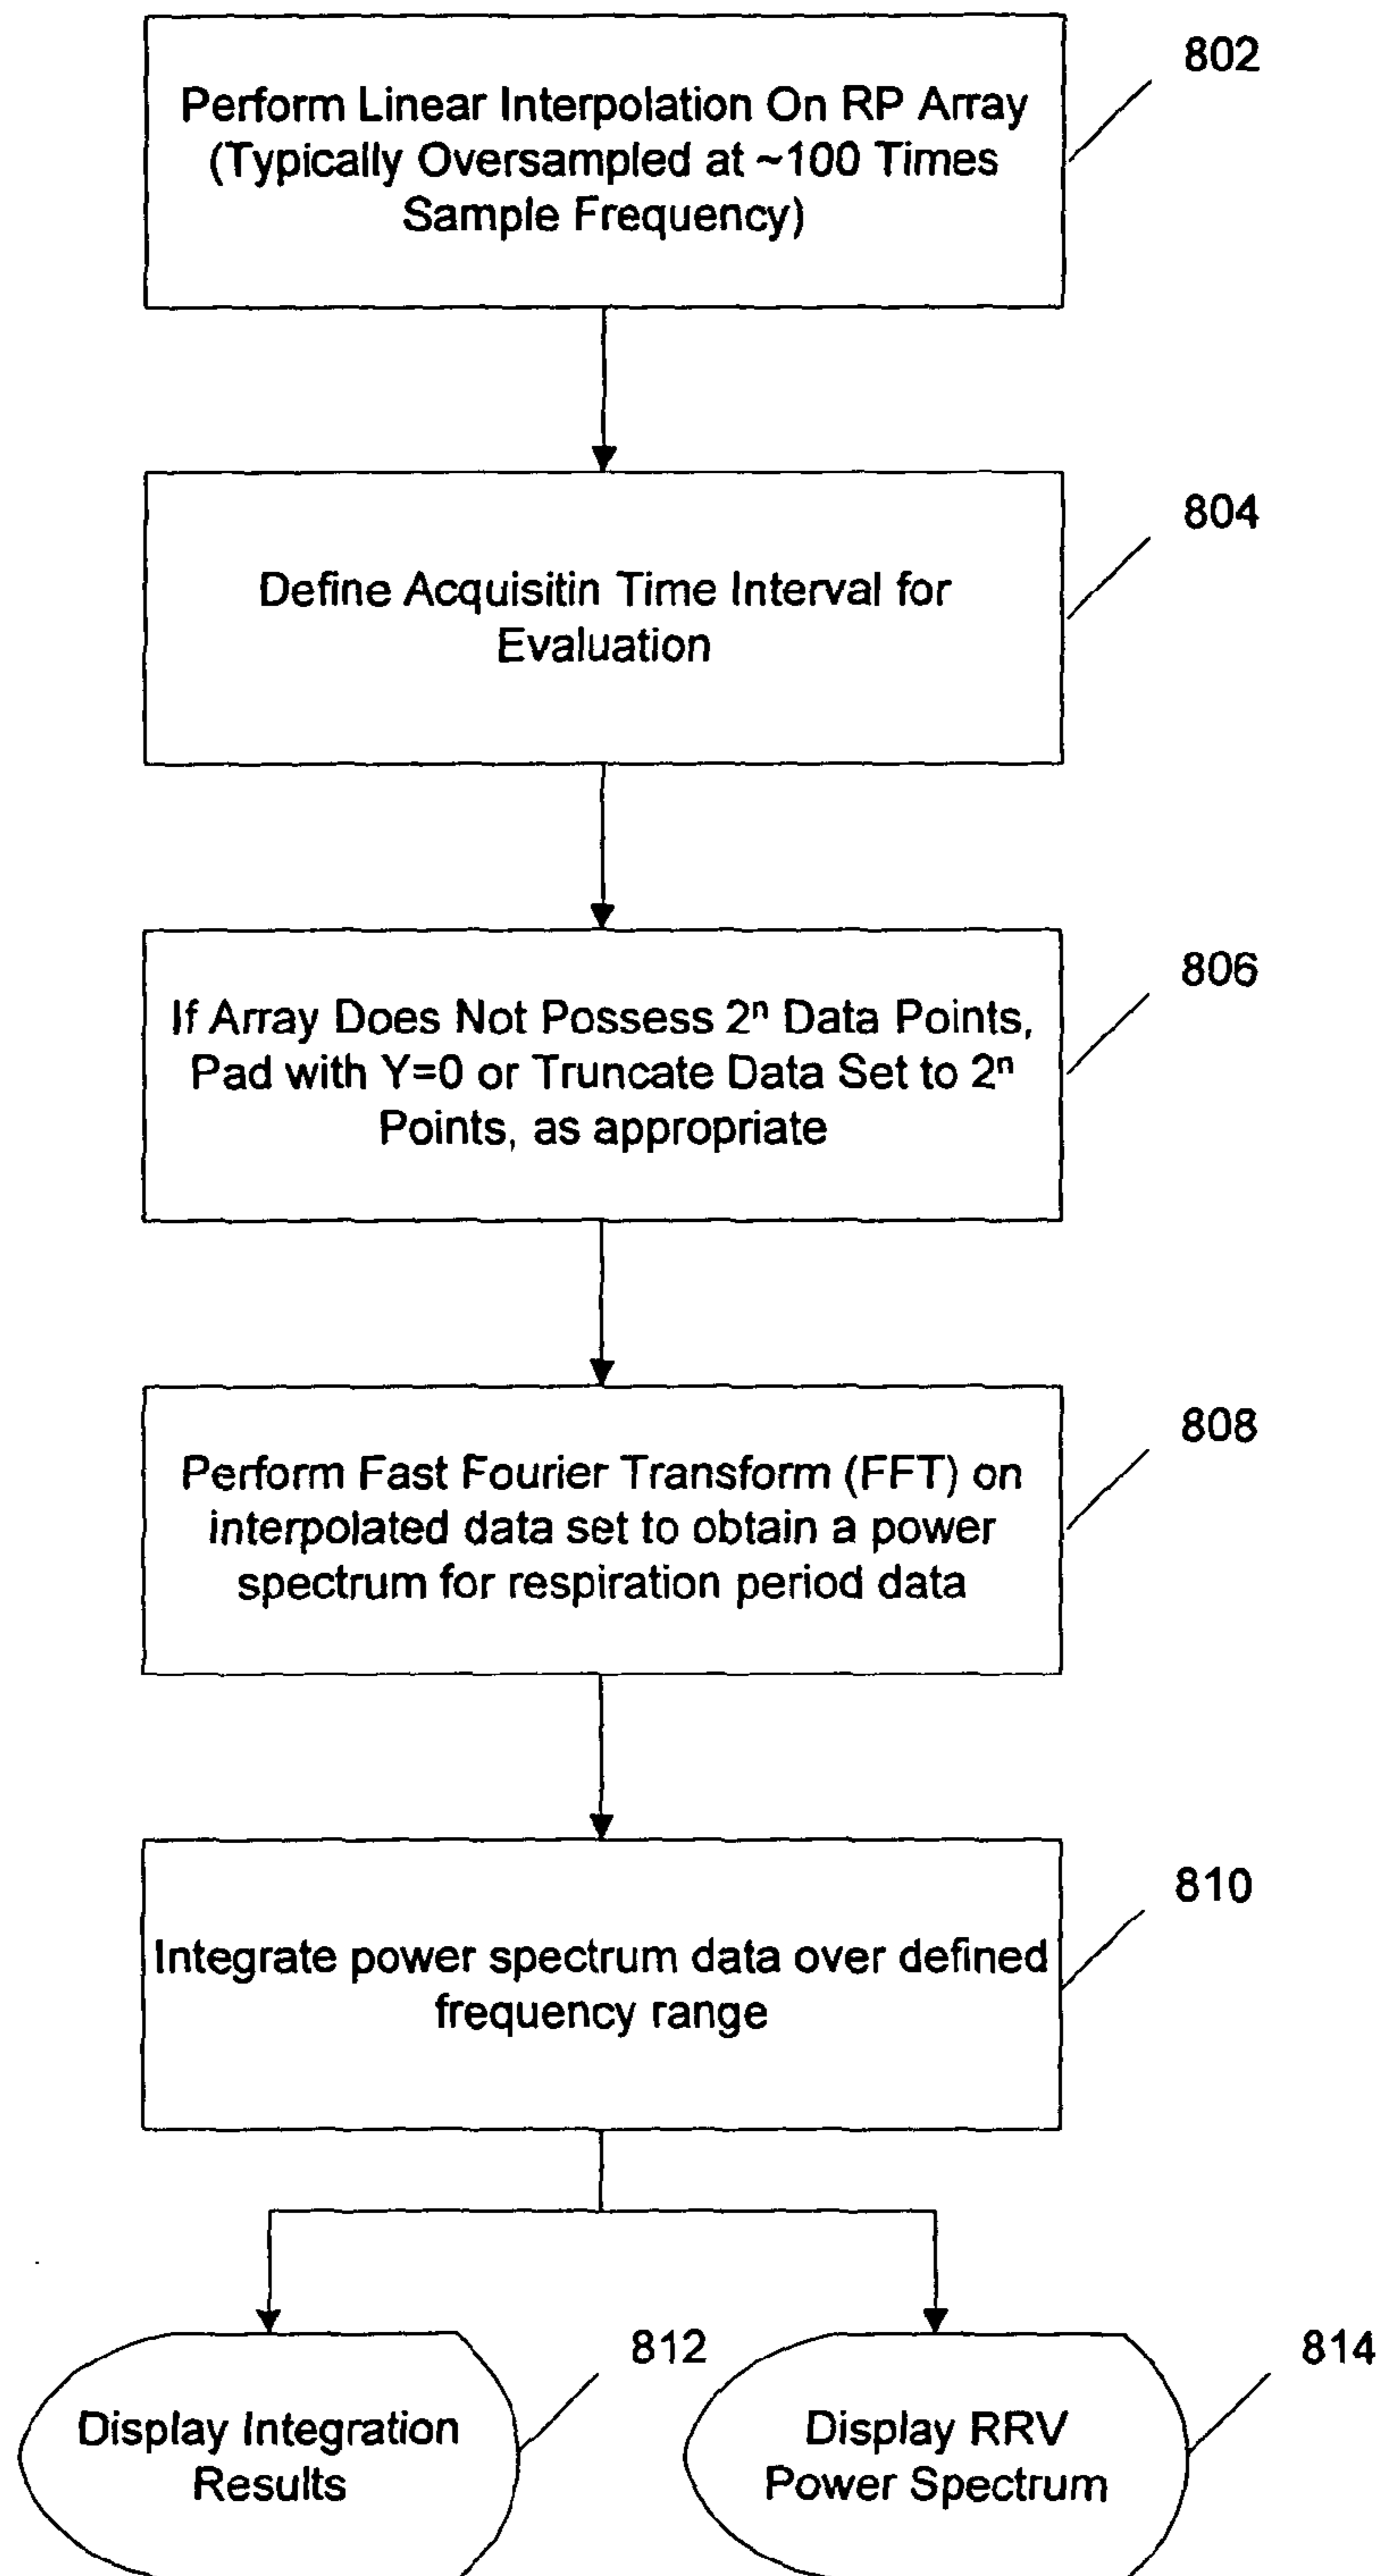 802
Perform Linear Interpolation On RP Array
(Typically Oversampled at ~100 Times
Sample Frequency)
804
Define Acquisitin Time Interval for
Evaluation
806
If Array Does Not Possess 2ⁿ Data Points,
Pad with Y=0 or Truncate Data Set to 2ⁿ
Points, as appropriate
808
Perform Fast Fourier Transform (FFT) on
interpolated data set to obtain a power
spectrum for respiration period data
810
Integrate power spectrum data over defined
frequency range
812
Display Integration
Results
814
Display RRV
Power Spectrum